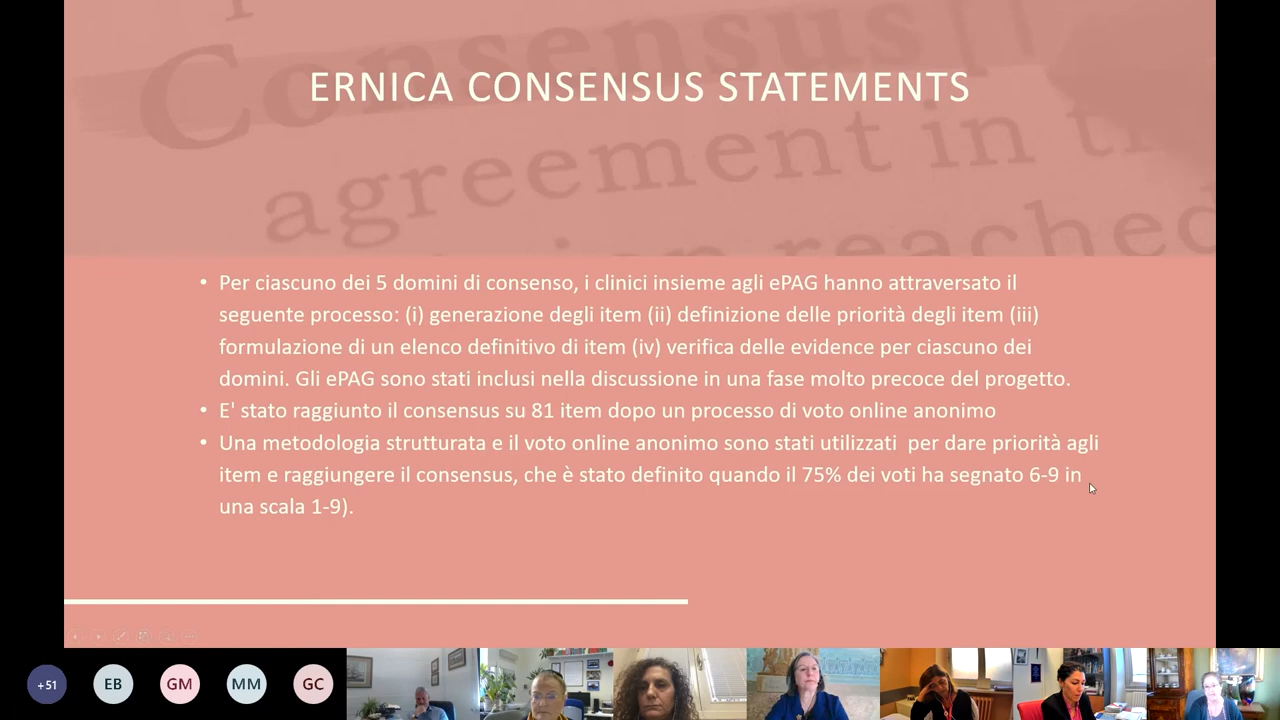 Consensus
agreement in t
reached
ERNICA CONSENSUS STATEMENTS
• Per ciascuno dei 5 domini di consenso, i clinici insieme agli ePAG hanno attraversato il
seguente processo: (i) generazione degli item (ii) definizione delle priorità degli item (iii)
formulazione di un elenco definitivo di item (iv) verifica delle evidence per ciascuno dei
domini. Gli ePAG sono stati inclusi nella discussione in una fase molto precoce del progetto.
• E' stato raggiunto il consensus su 81 item dopo un processo di voto online anonimo
• Una metodologia strutturata e il voto online anonimo sono stati utilizzati  per dare priorità agli
item e raggiungere il consensus, che è stato definito quando il 75% dei voti ha segnato 6-9 in
una scala 1-9).
+51 EB GM MM GC